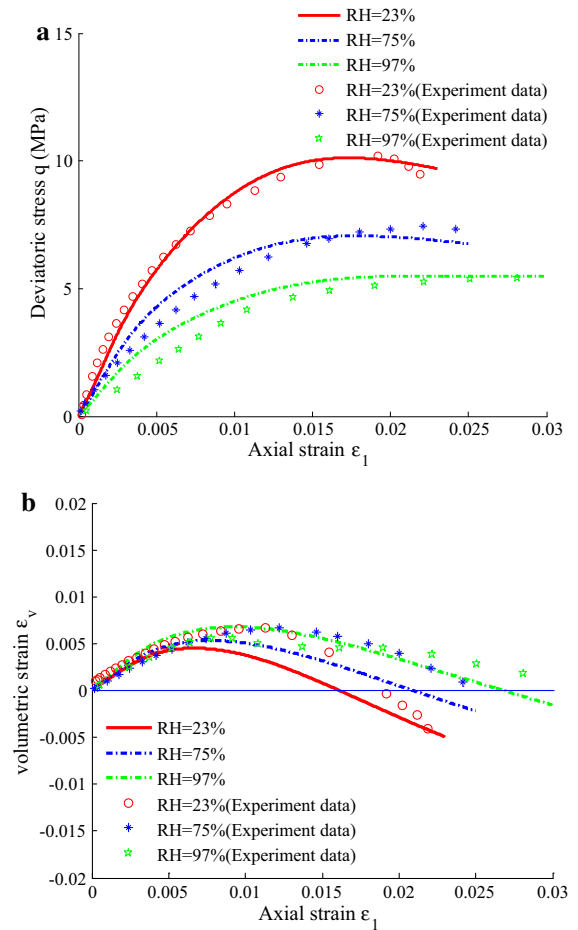 a
Deviatoric stress q (MPa)
15
10
5
0
0
0.005
0.01
0.015
0.02
0.025
0.03
Axial strain ε1
RH=23%
RH=75%
RH=97%
RH=23%(Experiment data)
RH=75%(Experiment data)
RH=97%(Experiment data)
b
volumetric strain εv
0.02
0.015
0.01
0.005
0
-0.005
-0.01
-0.015
-0.02
RH=23%
RH=75%
RH=97%
RH=23%(Experiment data)
RH=75%(Experiment data)
RH=97%(Experiment data)
0
0.005
0.01
0.015
0.02
0.025
0.03
Axial strain ε1